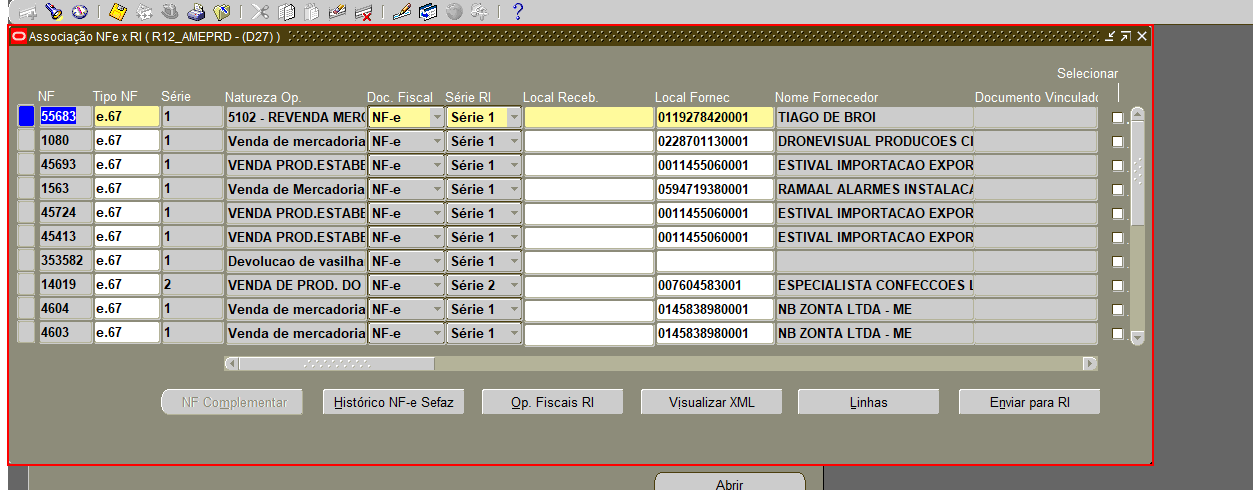 Associação NFe x RI ( R12_AMEPRD - (D27) )
Selecionar
NF Tipo NF Série Natureza Op. Doc. Fiscal Série RI Local Receb. Local Fornec Nome Fornecedor Documento Vinculado
55683 e.67 1 5102 - REVENDA MERC NF-e Série 1 0119278420001 TIAGO DE BROI
1080 e.67 1 Venda de mercadoria NF-e Série 1 0228701130001 DRONEVISUAL PRODUCOES CI
45693 e.67 1 VENDA PROD.ESTABE NF-e Série 1 0011455060001 ESTIVAL IMPORTACAO EXPOR
1563 e.67 1 Venda de Mercadoria NF-e Série 1 0594719380001 RAMAAL ALARMES INSTALACA
45724 e.67 1 VENDA PROD.ESTABE NF-e Série 1 0011455060001 ESTIVAL IMPORTACAO EXPOR
45413 e.67 1 VENDA PROD.ESTABE NF-e Série 1 0011455060001 ESTIVAL IMPORTACAO EXPOR
353582 e.67 1 Devolucao de vasilha NF-e Série 1
14019 e.67 2 VENDA DE PROD. DO NF-e Série 2 007604583001 ESPECIALISTA CONFECCOES L
4604 e.67 1 Venda de mercadoria NF-e Série 1 0145838980001 NB ZONTA LTDA - ME
4603 e.67 1 Venda de mercadoria NF-e Série 1 0145838980001 NB ZONTA LTDA - ME
NF Complementar Histórico NF-e Sefaz Op. Fiscais RI Visualizar XML Linhas Enviar para RI
Abrir